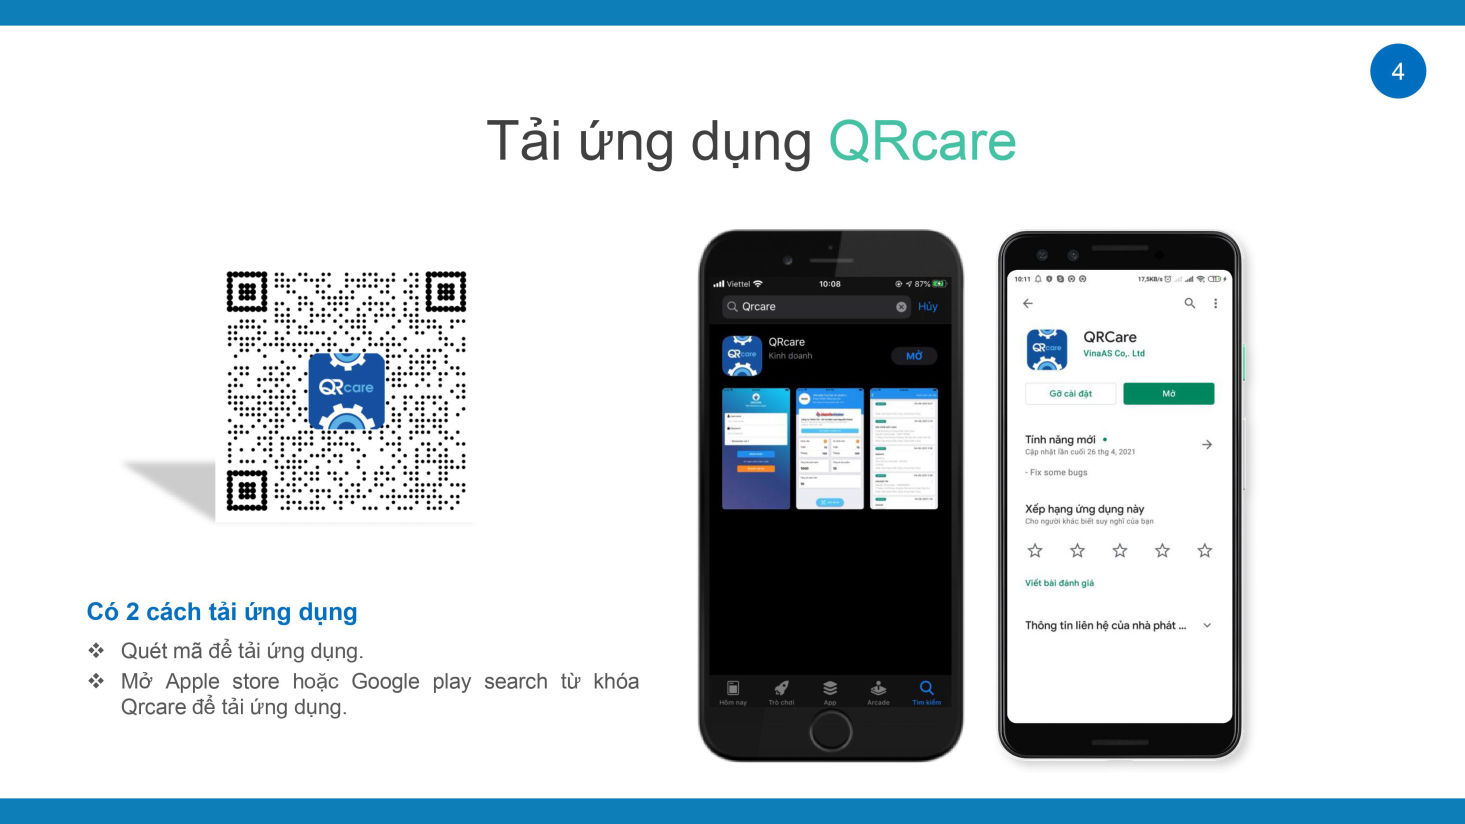 4
Tải ứng dụng QRcare
QRcare
Có 2 cách tải ứng dụng
❖ Quét mã để tải ứng dụng.
❖ Mở Apple store hoặc Google play search từ khóa
Qrcare để tải ứng dụng.
Viettel 10:08 87%
Qrcare Hủy
QRcare
QRcare
Kinh doanh
MỞ
Hôm nay Trò chơi App Arcade Tìm kiếm
10:11 17,5KB/s
QRcare
QRCare
VinaAS Co,. Ltd
Gỡ cài đặt Mở
Tính năng mới •
Cập nhật lần cuối 26 thg 4, 2021
- Fix some bugs
Xếp hạng ứng dụng này
Cho người khác biết suy nghĩ của bạn
Viết bài đánh giá
Thông tin liên hệ của nhà phát ...